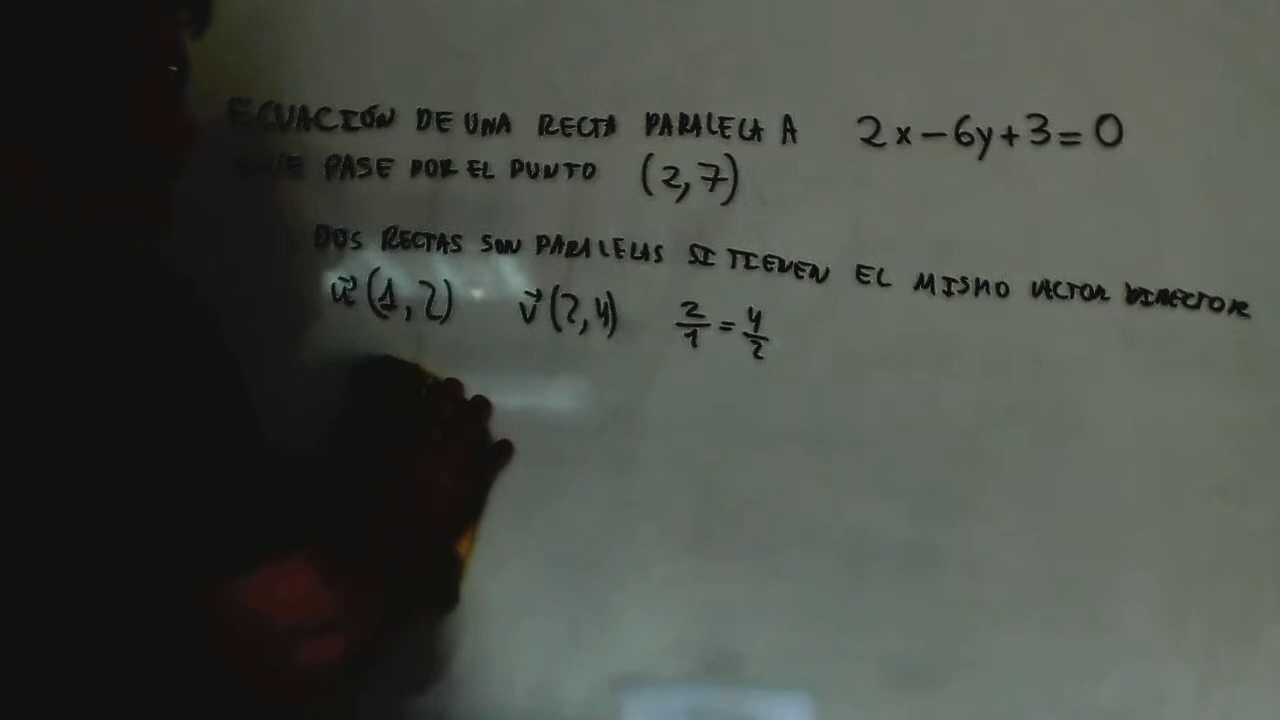 ECUACIÓN DE UNA RECTA PARALELA A 2x-6y+3=0
QUE PASE POR EL PUNTO (2,7)
DOS RECTAS SON PARALELAS SI TIENEN EL MISMO VECTOR DIRECTOR
u⃗(1,2) v⃗(2,4) 2/1=4/2